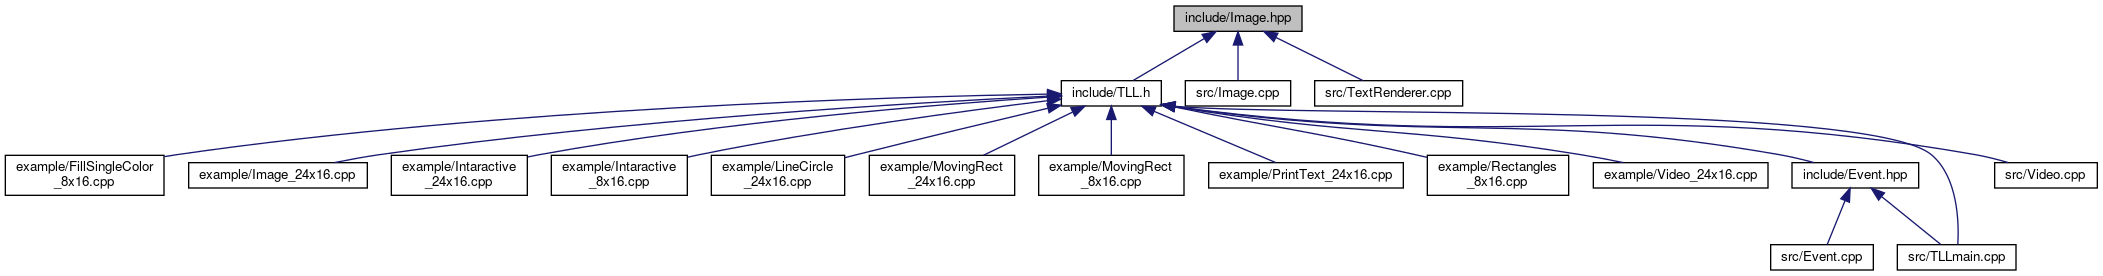 include/Image.hpp
include/TLL.h
src/Image.cpp
src/TextRenderer.cpp
example/FillSingleColor
_8x16.cpp
example/Image_24x16.cpp
example/Intaractive
_24x16.cpp
example/Intaractive
_8x16.cpp
example/LineCircle
_24x16.cpp
example/MovingRect
_24x16.cpp
example/MovingRect
_8x16.cpp
example/PrintText_24x16.cpp
example/Rectangles
_8x16.cpp
example/Video_24x16.cpp
include/Event.hpp
src/Video.cpp
src/Event.cpp
src/TLLmain.cpp